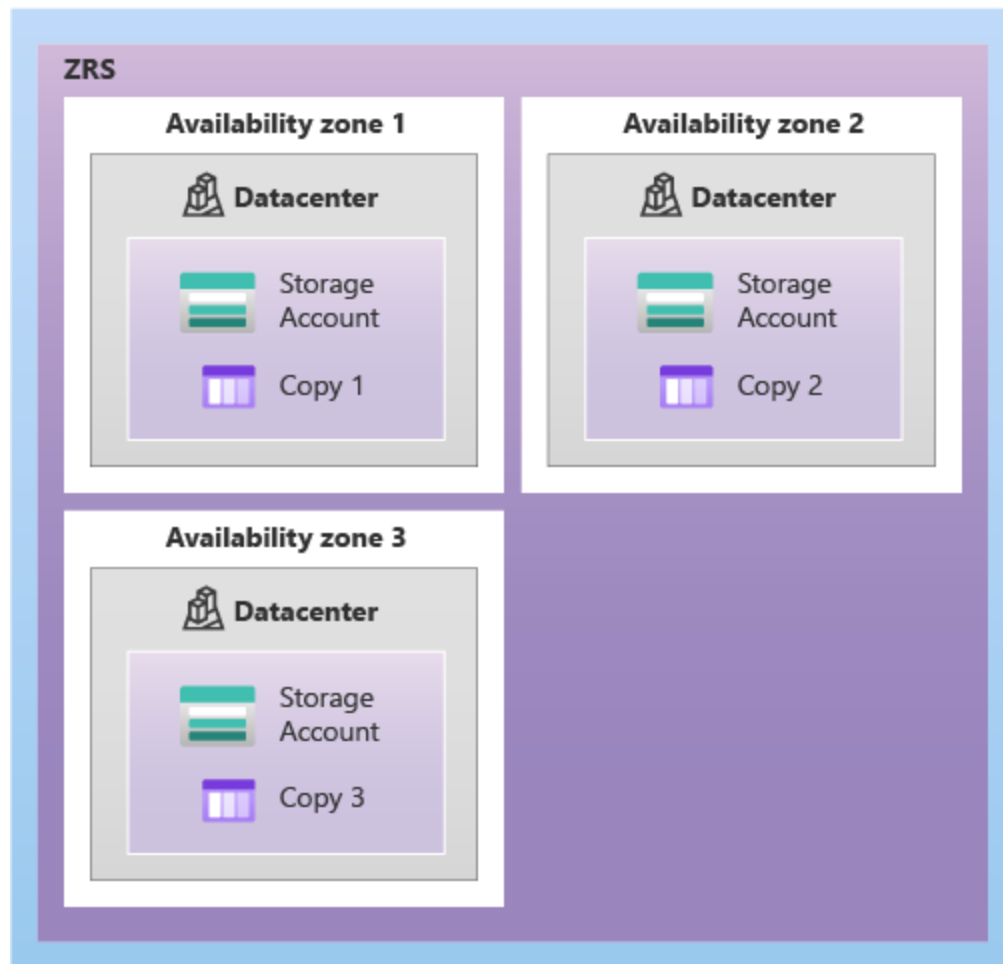 ZRS
Availability zone 1
Datacenter
Storage
Account
Copy 1
Availability zone 2
Datacenter
Storage
Account
Copy 2
Availability zone 3
Datacenter
Storage
Account
Copy 3